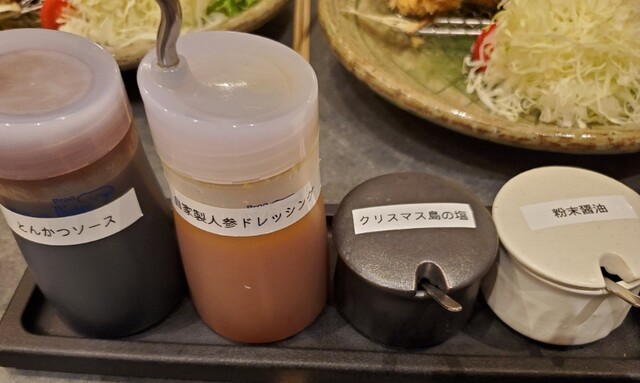 とんかつソース
自家製人参ドレッシング
クリスマス島の塩
粉末醤油